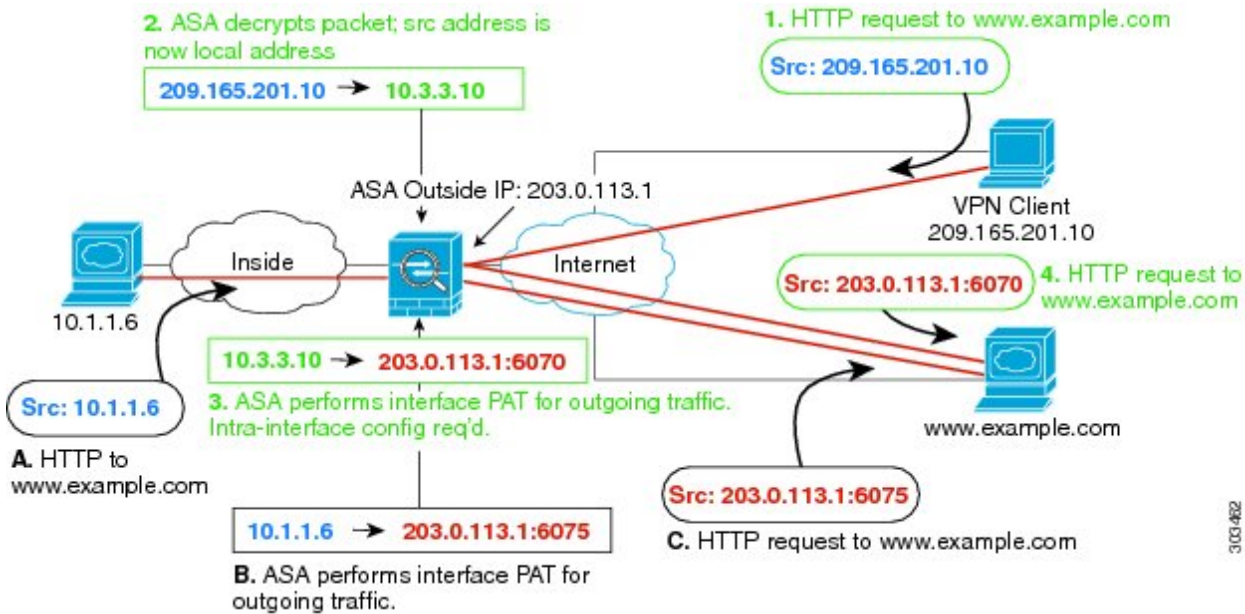 2. ASA decrypts packet; src address is
now local address
209.165.201.10 → 10.3.3.10
1. HTTP request to www.example.com
Src: 209.165.201.10
ASA Outside IP: 203.0.113.1
VPN Client
209.165.201.10
Inside
Internet
10.1.1.6
Src: 203.0.113.1:6070
4. HTTP request to
www.example.com
10.3.3.10 → 203.0.113.1:6070
3. ASA performs interface PAT for outgoing traffic.
Intra-interface config req'd.
Src: 10.1.1.6
A. HTTP to
www.example.com
www.example.com
Src: 203.0.113.1:6075
C. HTTP request to www.example.com
10.1.1.6 → 203.0.113.1:6075
B. ASA performs interface PAT for
outgoing traffic.
303462